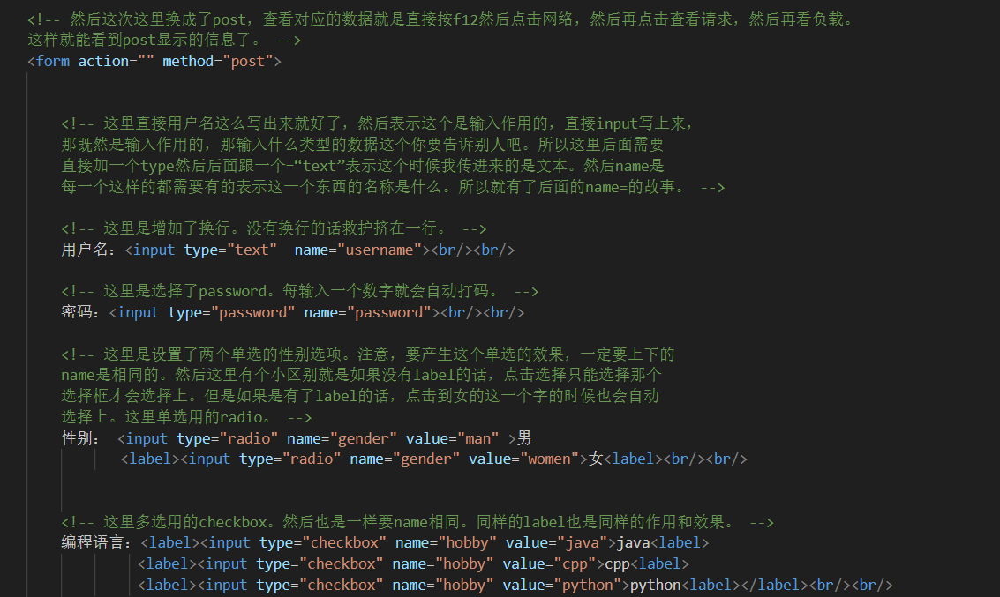 <!-- 然后这次这里换成了post，查看对应的数据就是直接按f12然后点击网络，然后再点击查看请求，然后再看负载。
这样就能看到post显示的信息了。 -->
<form action="" method="post">
<!-- 这里直接用户名这么写出来就好了，然后表示这个是输入作用的，直接input写上来，
那既然是输入作用的，那输入什么类型的数据这个你要告诉别人吧。所以这里后面需要
直接加一个type然后后面跟一个=“text”表示这个时候我传进来的是文本。然后name是
每一个这样的都需要有的表示这一个东西的名称是什么。所以就有了后面的name=的故事。 -->
<!-- 这里是增加了换行。没有换行的话救护挤在一行。 -->
用户名：<input type="text"  name="username"><br/><br/>
<!-- 这里是选择了password。每输入一个数字就会自动打码。 -->
密码：<input type="password" name="password"><br/><br/>
<!-- 这里是设置了两个单选的性别选项。注意，要产生这个单选的效果，一定要上下的
name是相同的。然后这里有个小区别就是如果没有label的话，点击选择只能选择那个
选择框才会选择上。但是如果是有了label的话，点击到女的这一个字的时候也会自动
选择上。这里单选用的radio。 -->
性别： <input type="radio" name="gender" value="man" >男
<label><input type="radio" name="gender" value="women">女<label><br/><br/>
<!-- 这里多选用的checkbox。然后也是一样要name相同。同样的label也是同样的作用和效果。 -->
编程语言：<label><input type="checkbox" name="hobby" value="java">java<label>
<label><input type="checkbox" name="hobby" value="cpp">cpp<label>
<label><input type="checkbox" name="hobby" value="python">python<label></label><br/><br/>